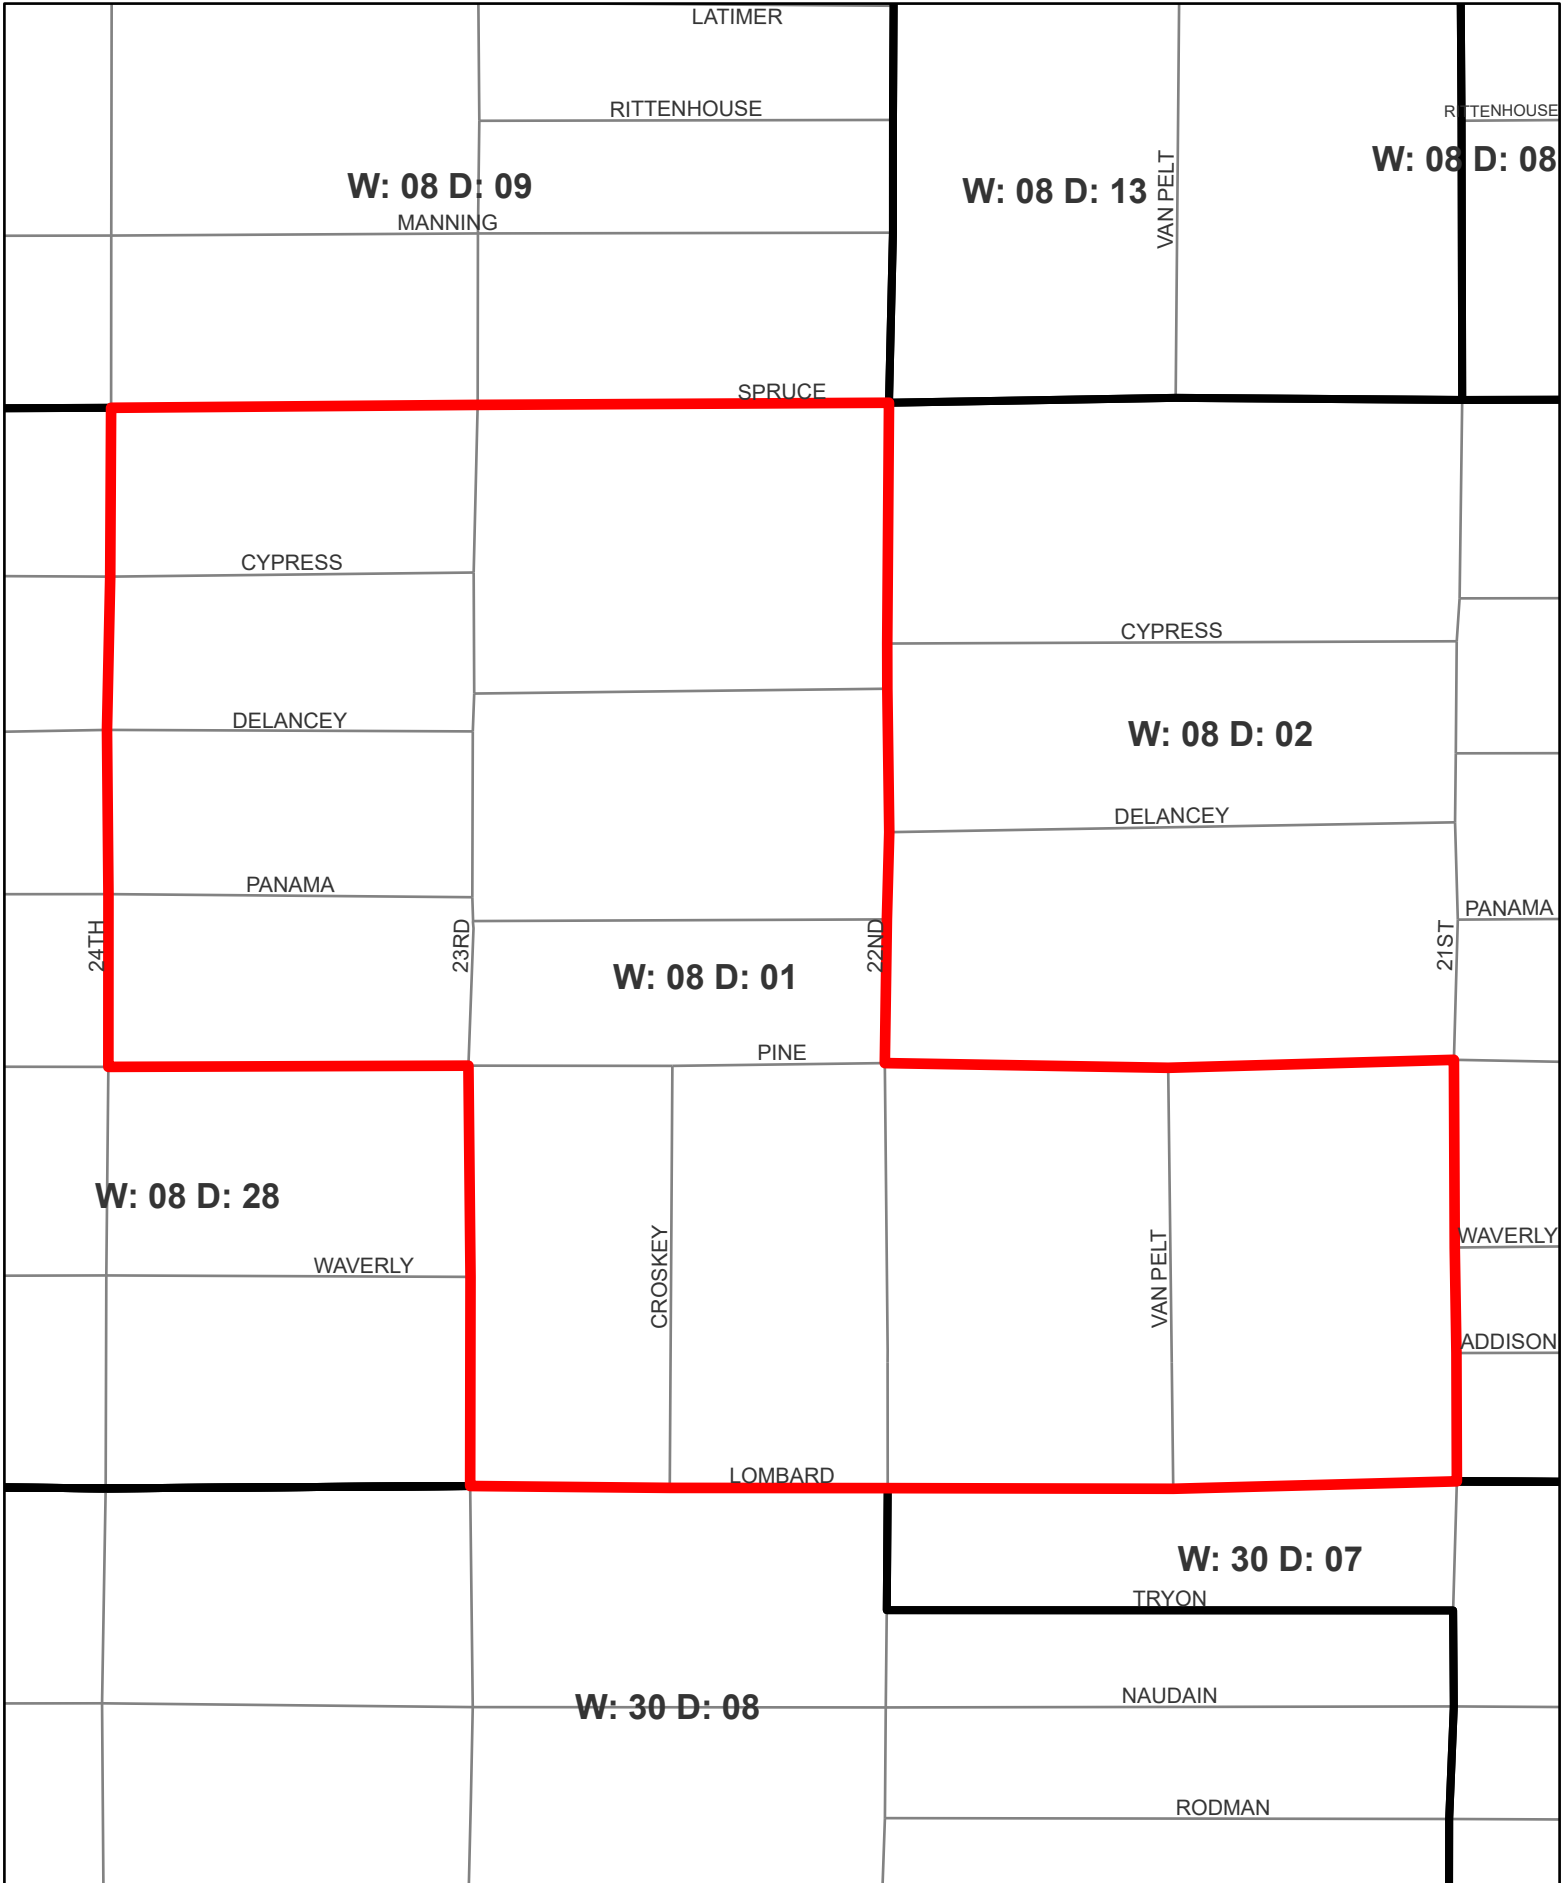 LATIMER
RITTENHOUSE
RITTENHOUSE
W: 08 D: 09
W: 08 D: 13
VAN PELT
W: 08 D: 08
MANNING
SPRUCE
CYPRESS
CYPRESS
DELANCEY
W: 08 D: 02
DELANCEY
PANAMA
PANAMA
24TH
23RD
22ND
21ST
W: 08 D: 01
PINE
W: 08 D: 28
WAVERLY
WAVERLY
CROSKEY
VAN PELT
ADDISON
LOMBARD
W: 30 D: 07
TRYON
W: 30 D: 08
NAUDAIN
RODMAN